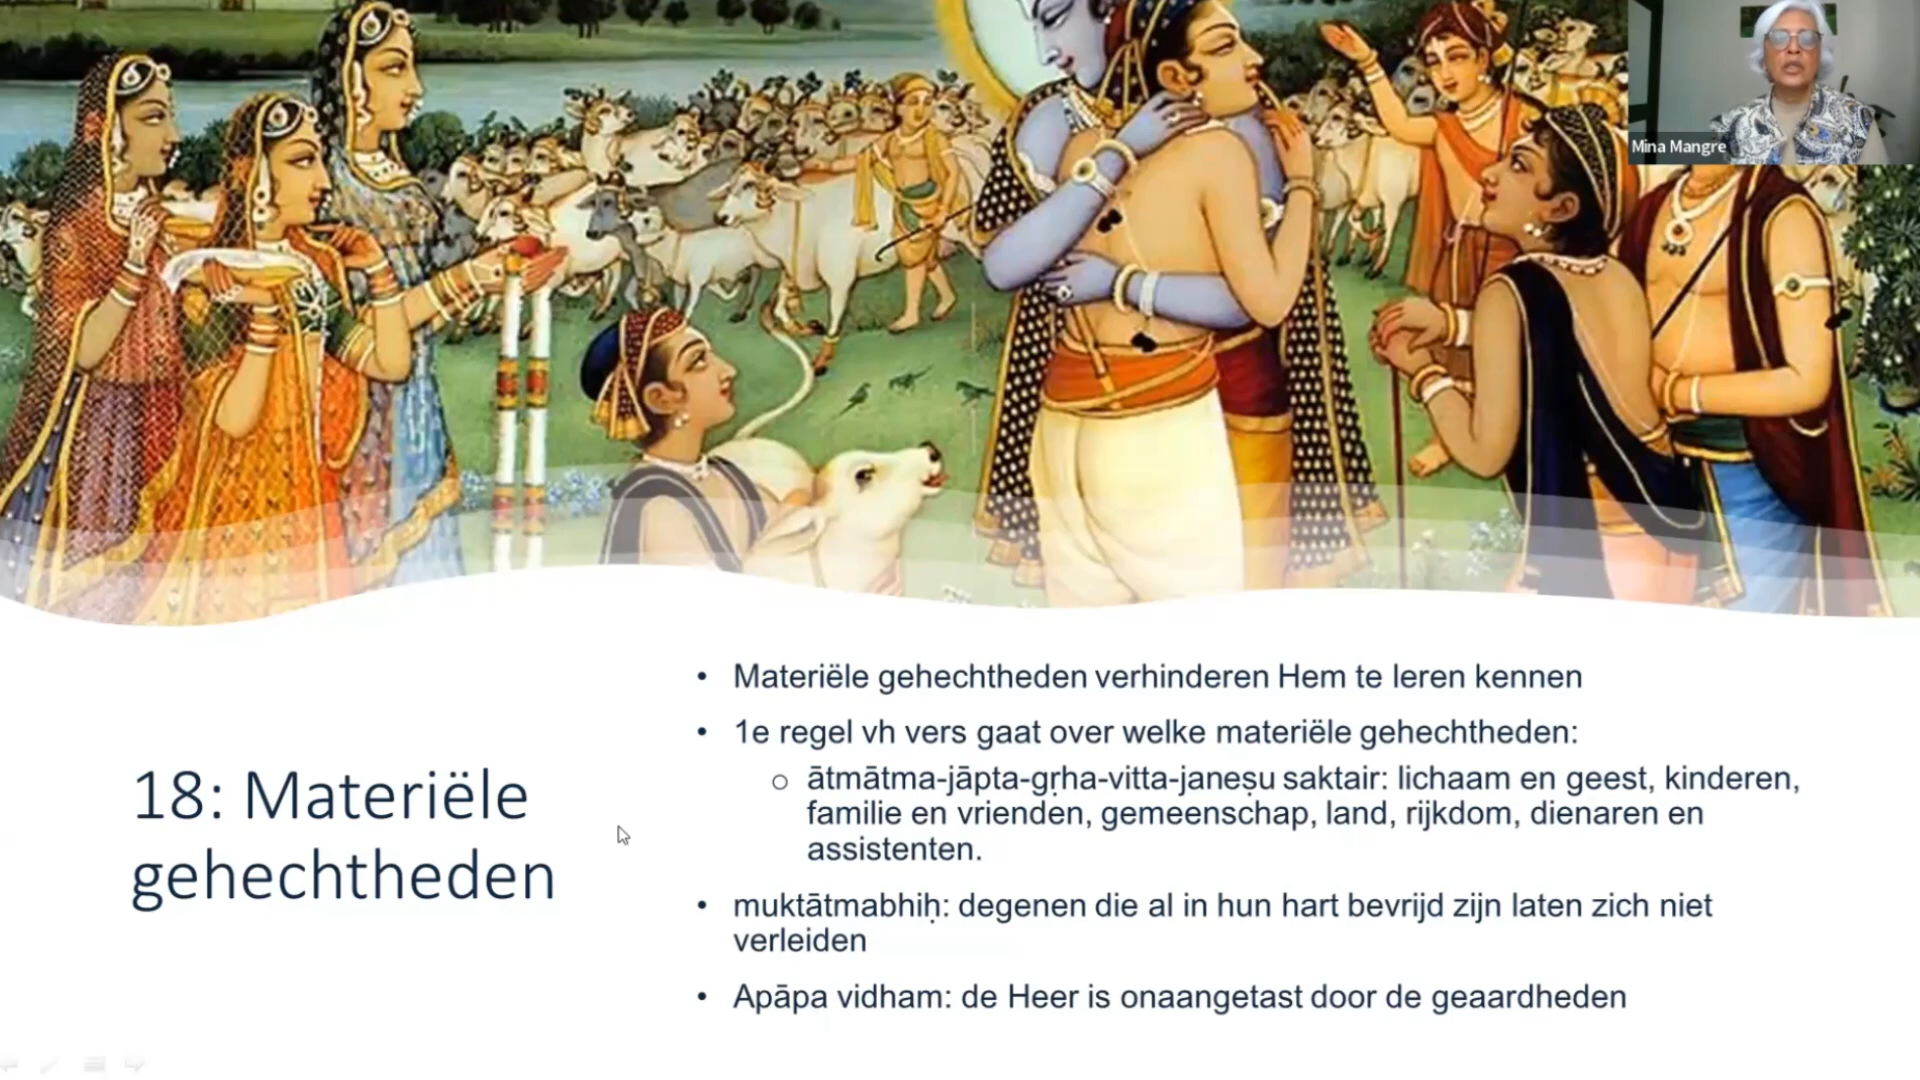 Mina Mangre
18: Materiële
gehechtheden
• Materiële gehechtheden verhinderen Hem te leren kennen
• 1e regel vh vers gaat over welke materiële gehechtheden:
○ ātmātma-jāpta-gṛha-vitta-janeṣu saktair: lichaam en geest, kinderen,
familie en vrienden, gemeenschap, land, rijkdom, dienaren en
assistenten.
• muktātmabhiḥ: degenen die al in hun hart bevrijd zijn laten zich niet
verleiden
• Apāpa vidham: de Heer is onaangetast door de geaardheden